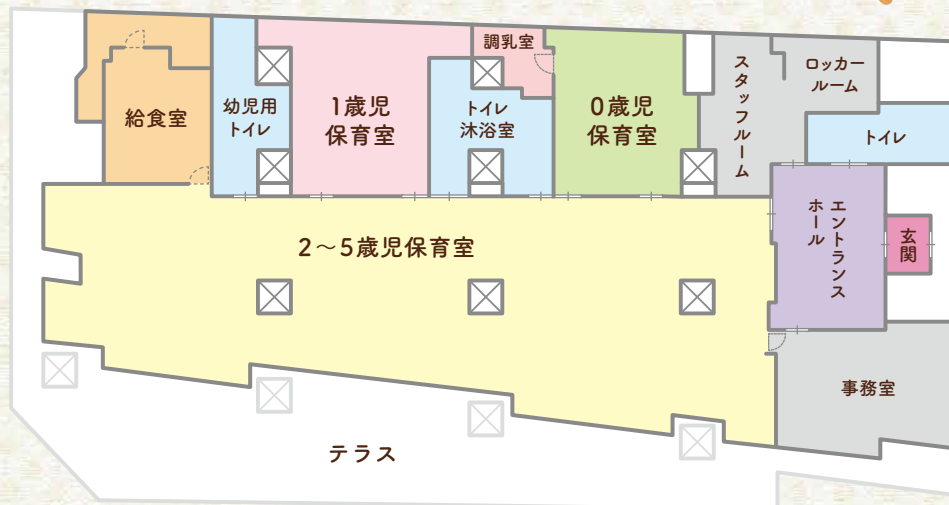 給食室
幼児用
トイレ
1歳児
保育室
調乳室
トイレ
沐浴室
0歳児
保育室
スタッフルーム
ロッカー
ルーム
トイレ
エントランス
ホール
玄関
2～5歳児保育室
事務室
テラス